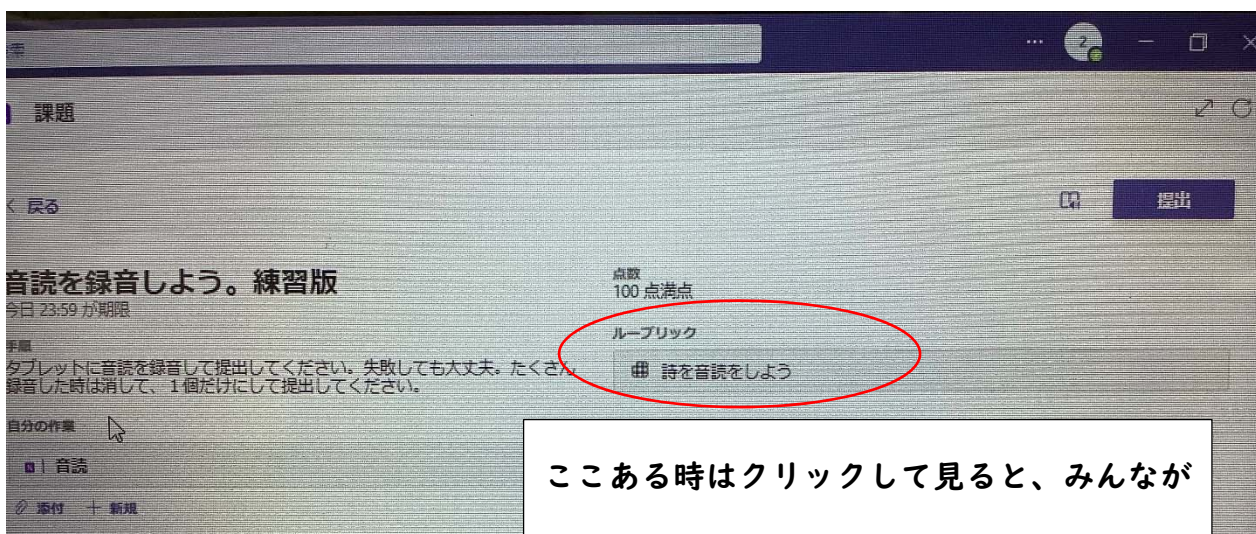 課題
戻る
提出
音読を録音しよう。練習版
今日 23:59 が期限
点数
100 点満点
手順
タブレットに音読を録音して提出してください。失敗しても大丈夫。たくさん
録音した時は消して、1個だけにして提出してください。
ルーブリック
詩を音読をしよう
自分の作業
音読
添付 + 新規
ここある時はクリックして見ると、みんなが